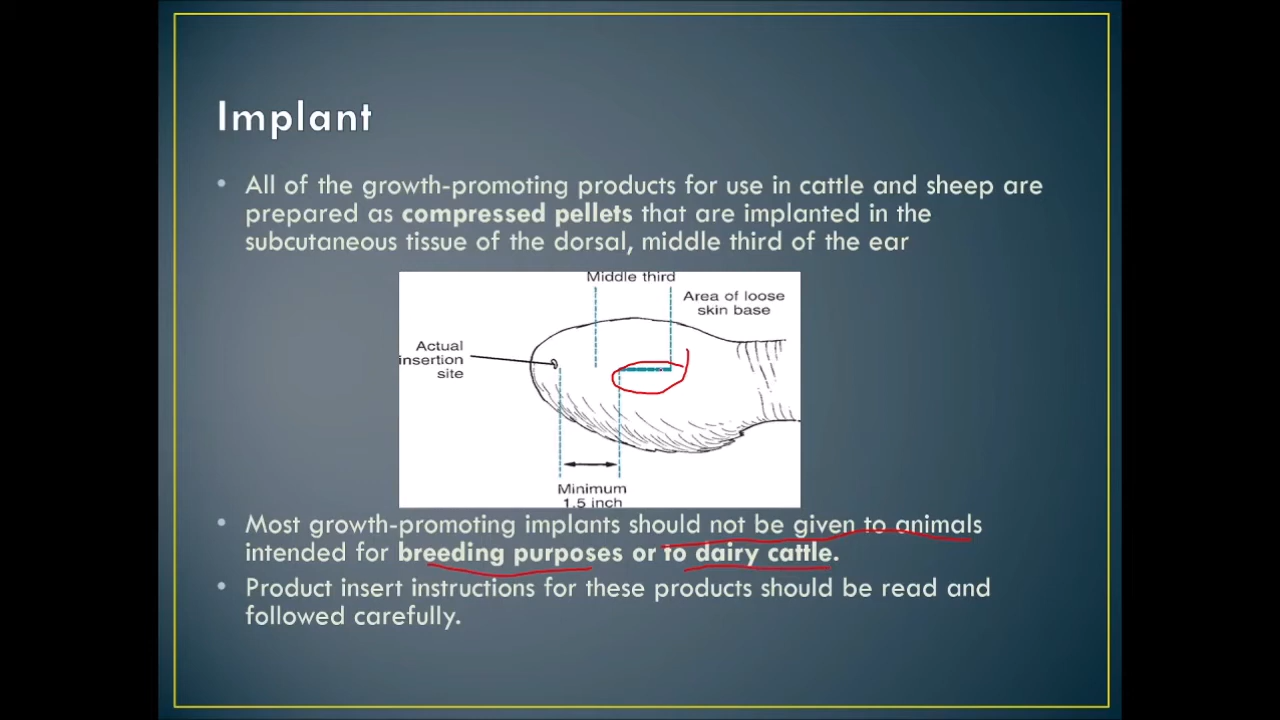 Implant
• All of the growth-promoting products for use in cattle and sheep are
prepared as compressed pellets that are implanted in the
subcutaneous tissue of the dorsal, middle third of the ear
Middle third
Area of loose
skin base
Actual
insertion
site
Minimum
1.5 inch
• Most growth-promoting implants should not be given to animals
intended for breeding purposes or to dairy cattle.
• Product insert instructions for these products should be read and
followed carefully.